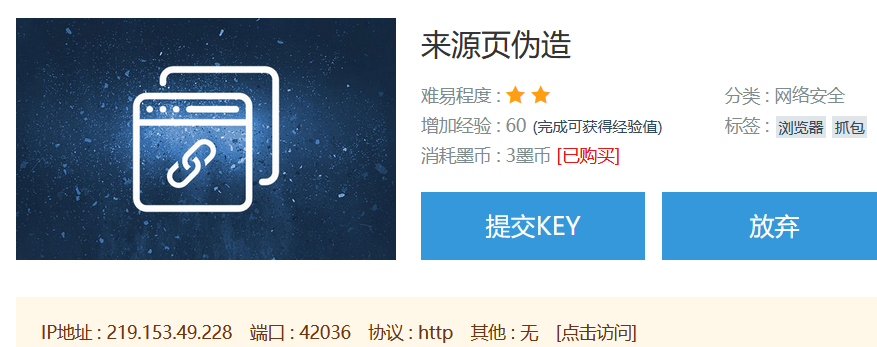 来源页伪造
难易程度 :
分类 : 网络安全
增加经验 : 60 (完成可获得经验值)
标签 : 浏览器 抓包
消耗墨币 : 3墨币 [已购买]
提交KEY
放弃
IP地址 : 219.153.49.228 端口 : 42036 协议 : http 其他 : 无 [点击访问]